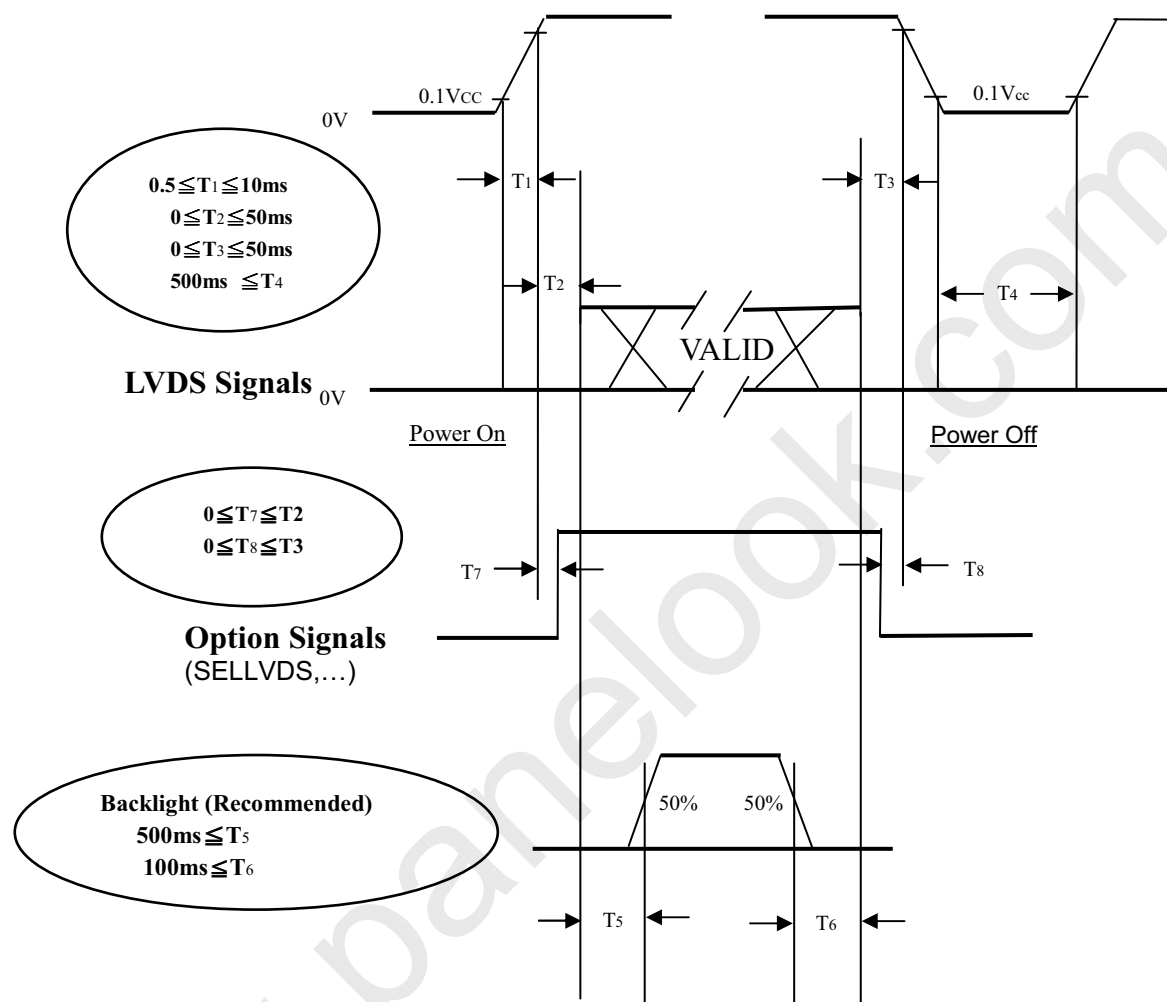 0.1VCC
0.1Vcc
0V
0.5≦T1≦10ms
0≦T2≦50ms
0≦T3≦50ms
500ms ≦T4
T1
T3
T2
T4
VALID
LVDS Signals 0V
Power On
Power Off
0≦T7≦T2
0≦T8≦T3
T7
T8
Option Signals
(SELLVDS,…)
Backlight (Recommended)
500ms≦T5
100ms≦T6
50%
50%
T5
T6
panelook.com